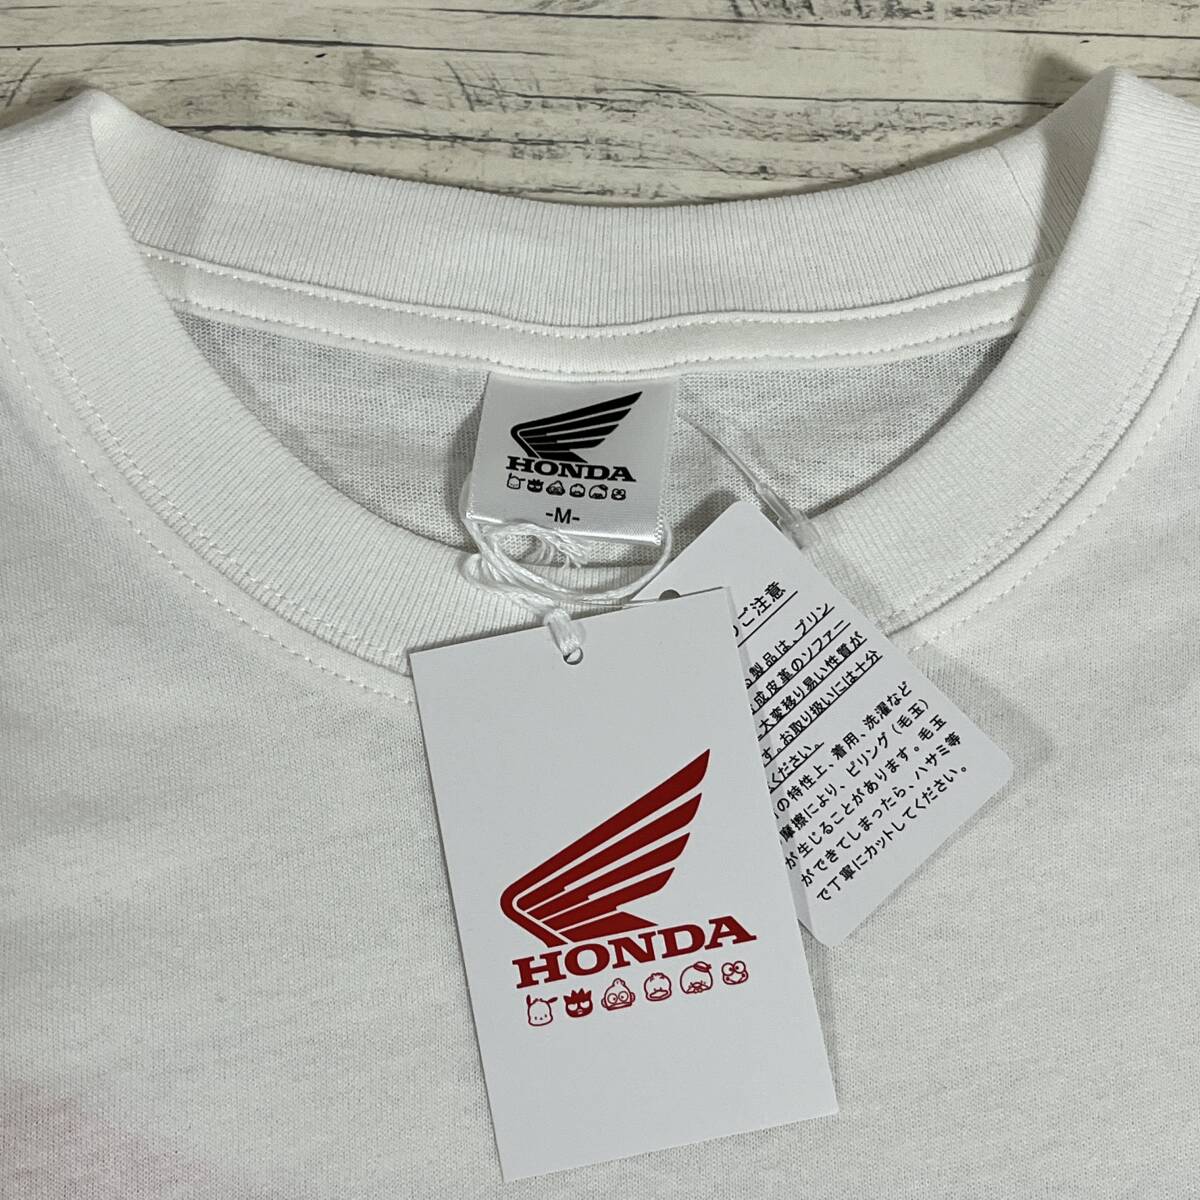 HONDA
-M-
HONDA
ご注意
製品は、プリン
成皮革のソファー
大変移り易い性質が
す。お取り扱いには十分
ください。
の特性上、着用、洗濯など
摩擦により、ピリング(毛玉)
が生じることがあります。毛玉
ができてしまったら、ハサミ等
で丁寧にカットしてください。